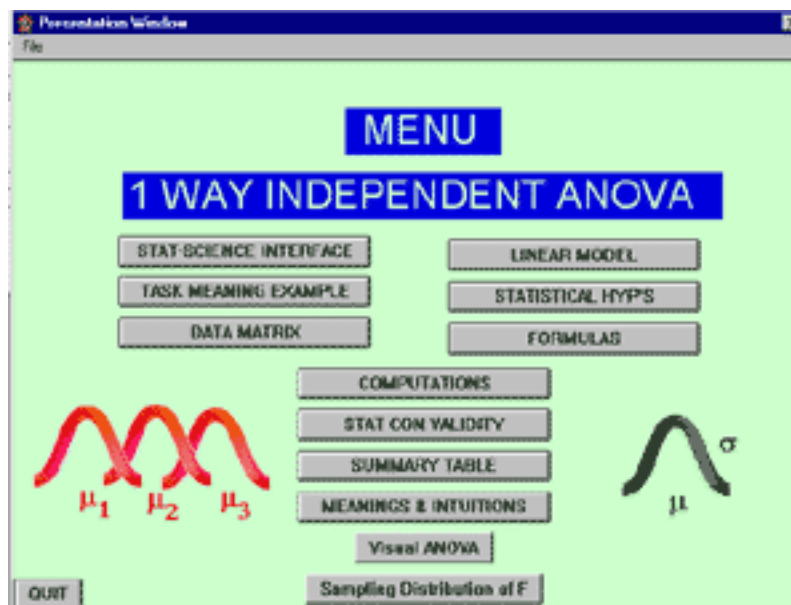 Presentation Window
File
MENU
1 WAY INDEPENDENT ANOVA
STAT-SCIENCE INTERFACE
LINEAR MODEL
TASK MEANING EXAMPLE
STATISTICAL HYP'S
DATA MATRIX
FORMULAS
COMPUTATIONS
STAT CON VALIDITY
SUMMARY TABLE
MEANINGS & INTUITIONS
μ1 μ2 μ3
σ
μ
Visual ANOVA
QUIT
Sampling Distribution of F